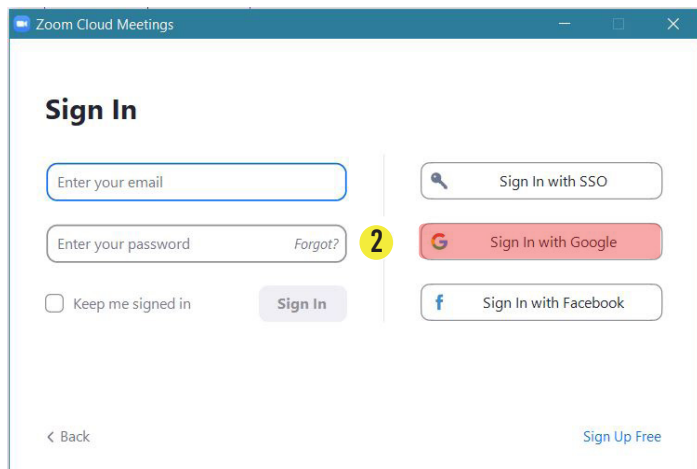 Zoom Cloud Meetings
Sign In
Enter your email
Enter your password Forgot?
Keep me signed in Sign In
2
Sign In with SSO
Sign In with Google
Sign In with Facebook
Back
Sign Up Free